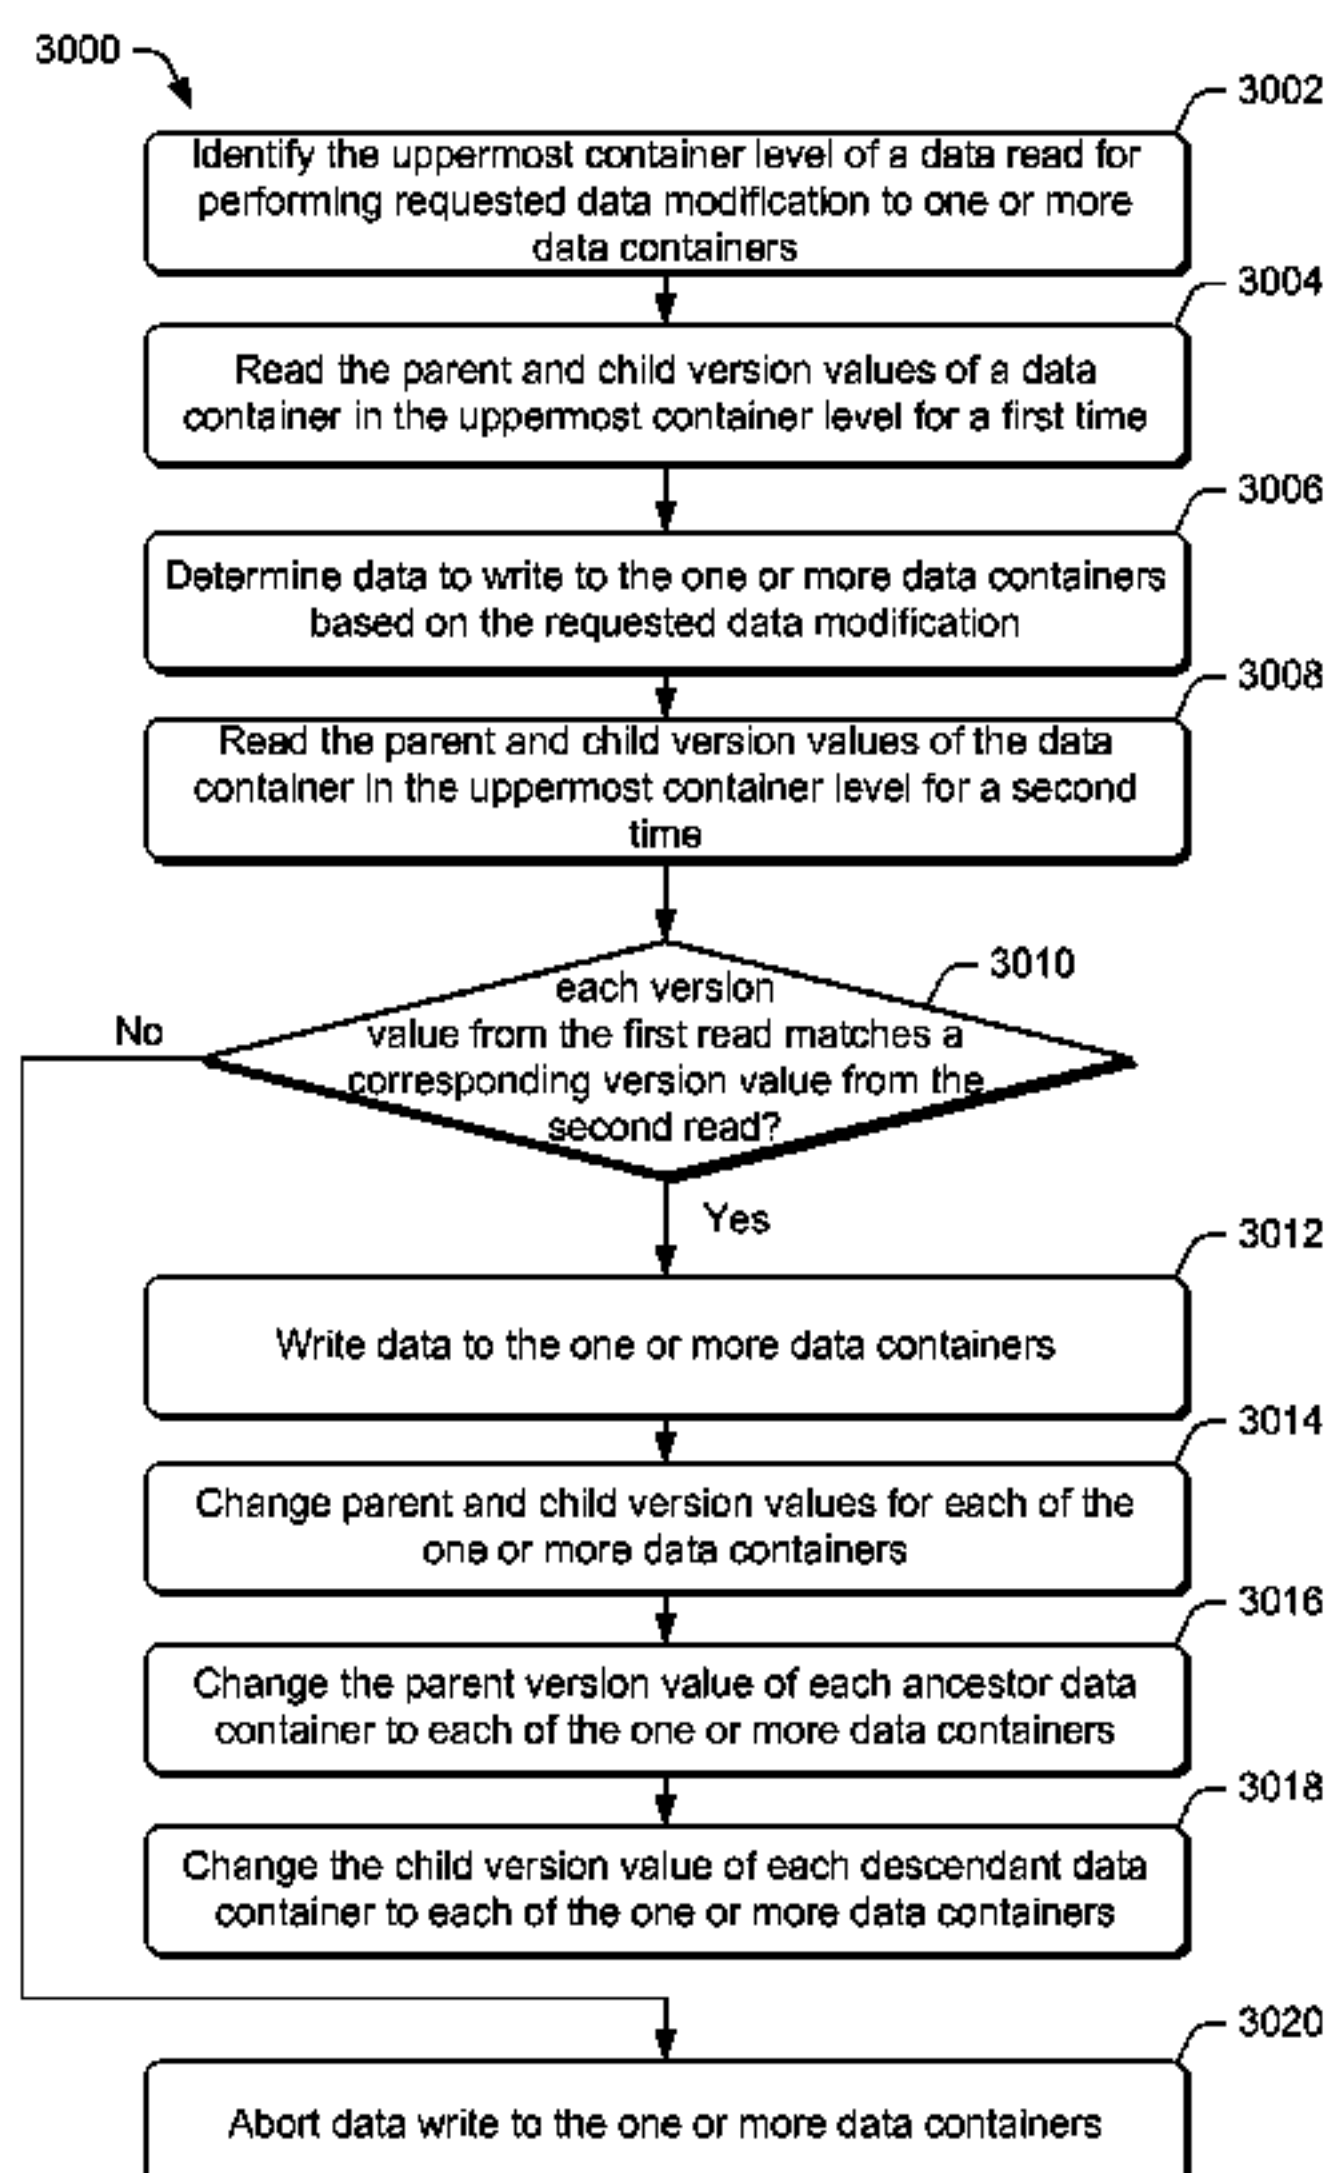 3000
3002
Identify the uppermost container level of a data read for
performing requested data modification to one or more
data containers
3004
Read the parent and child version values of a data
container in the uppermost container level for a first time
3006
Determine data to write to the one or more data containers
based on the requested data modification
3008
Read the parent and child version values of the data
container in the uppermost container level for a second
time
3010
each version
value from the first read matches a
corresponding version value from the
second read?
No
Yes
3012
Write data to the one or more data containers
3014
Change parent and child version values for each of the
one or more data containers
3016
Change the parent version value of each ancestor data
container to each of the one or more data containers
3018
Change the child version value of each descendant data
container to each of the one or more data containers
3020
Abort data write to the one or more data containers